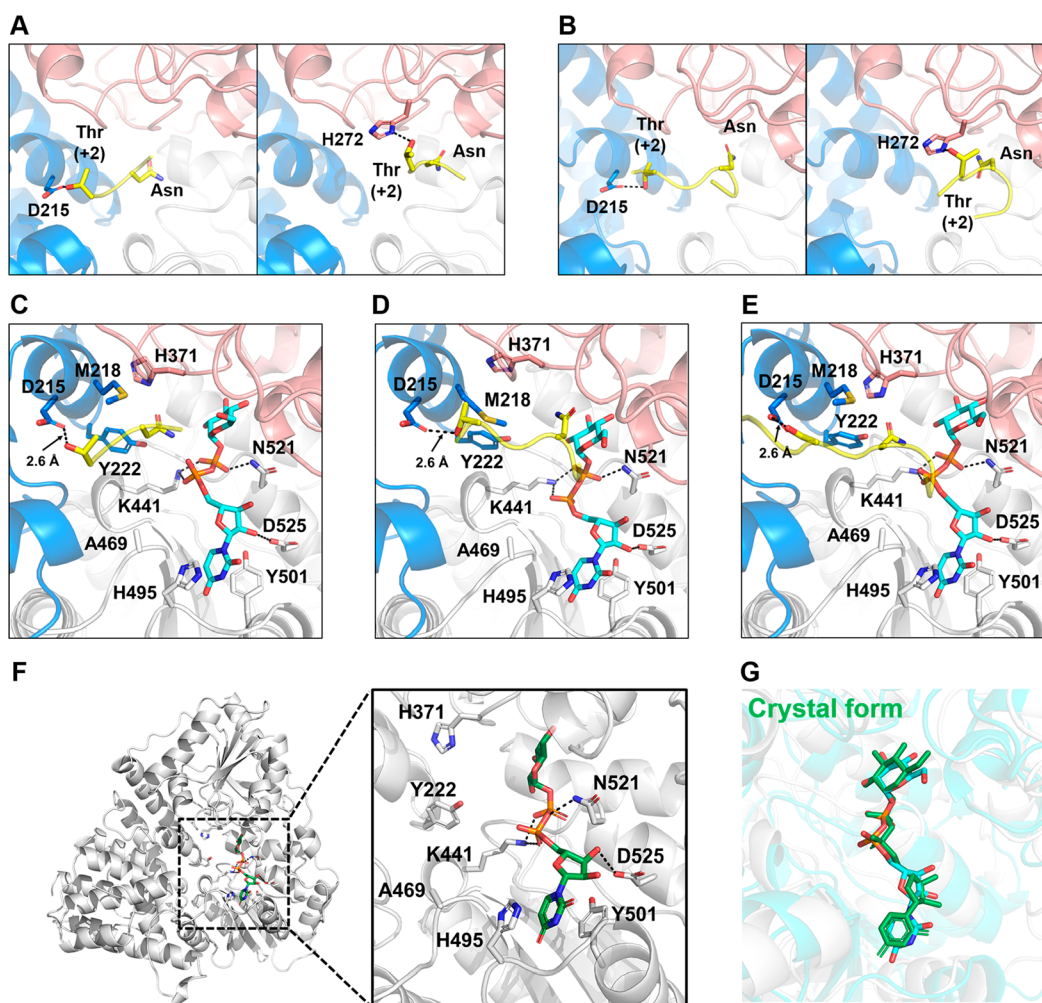 A
Thr
(+2)
Asn
D215
H272
Thr
(+2)
Asn
B
Thr
(+2)
Asn
D215
H272
Asn
Thr
(+2)
C
H371
M218
D215
2.6 Å
Y222
N521
K441
D525
A469
H495
Y501
D
H371
D215
M218
2.6 Å
Y222
N521
K441
D525
A469
H495
Y501
E
H371
M218
D215
2.6 Å
Y222
N521
K441
D525
A469
H495
Y501
F
H371
Y222
N521
K441
D525
A469
Y501
H495
G
Crystal form